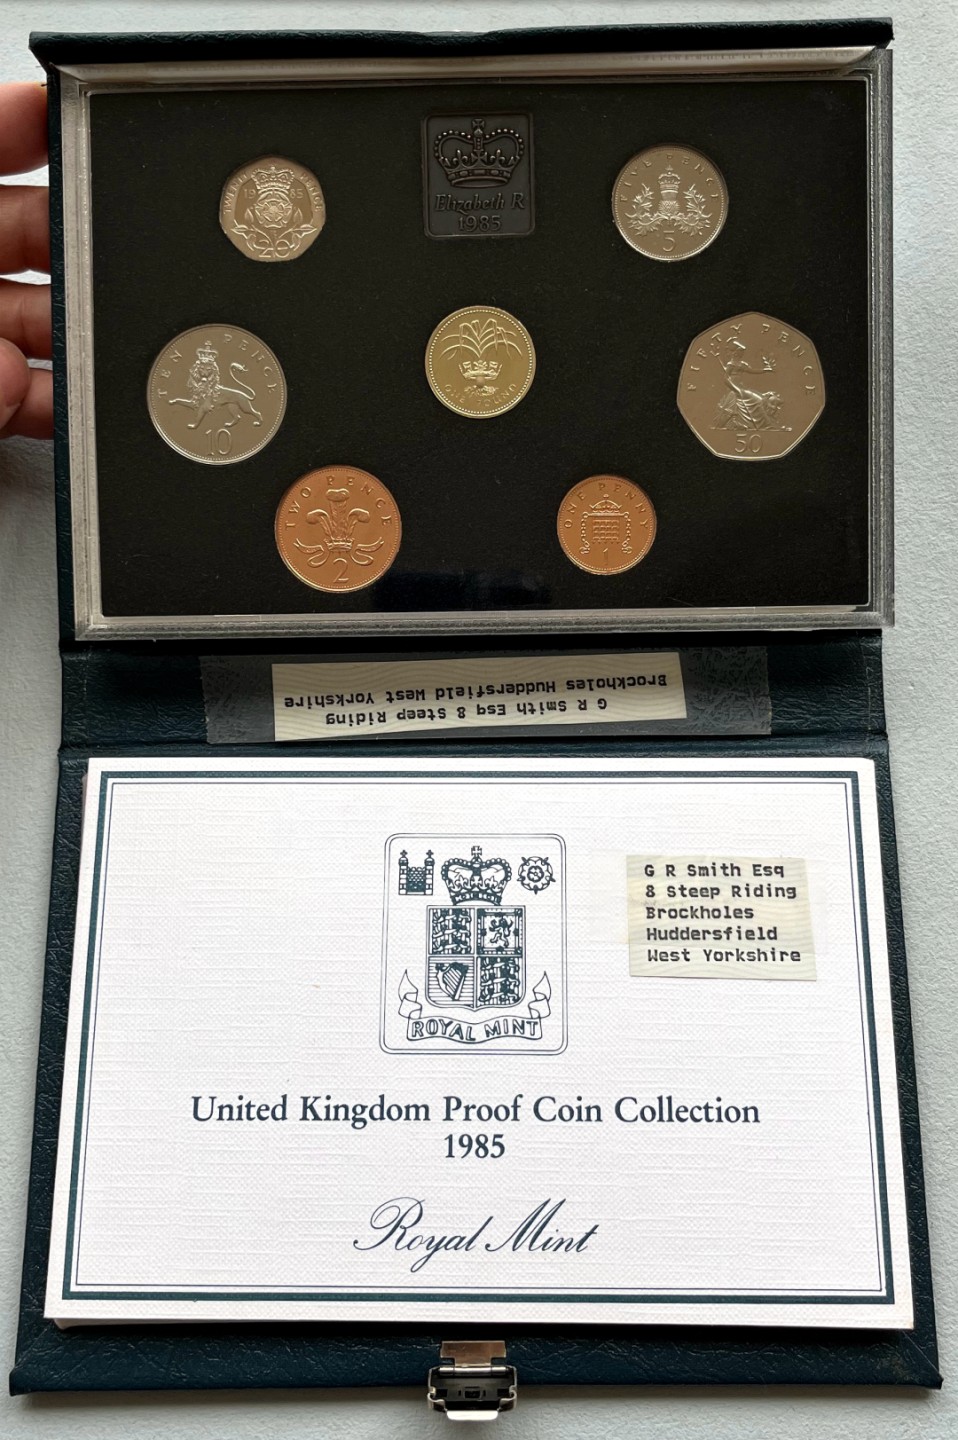 TWENTY PENCE
1985
20
Elizabeth R
1985
FIVE PENCE
5
TEN PENCE
10
ONE POUND
FIFTY PENCE
50
TWO PENCE
2
ONE PENNY
1
G R Smith Esq 8 Steep Riding
Brockholes Huddersfield West Yorkshire
G R Smith Esq
8 Steep Riding
Brockholes
Huddersfield
West Yorkshire
ROYAL MINT
United Kingdom Proof Coin Collection
1985
Royal Mint